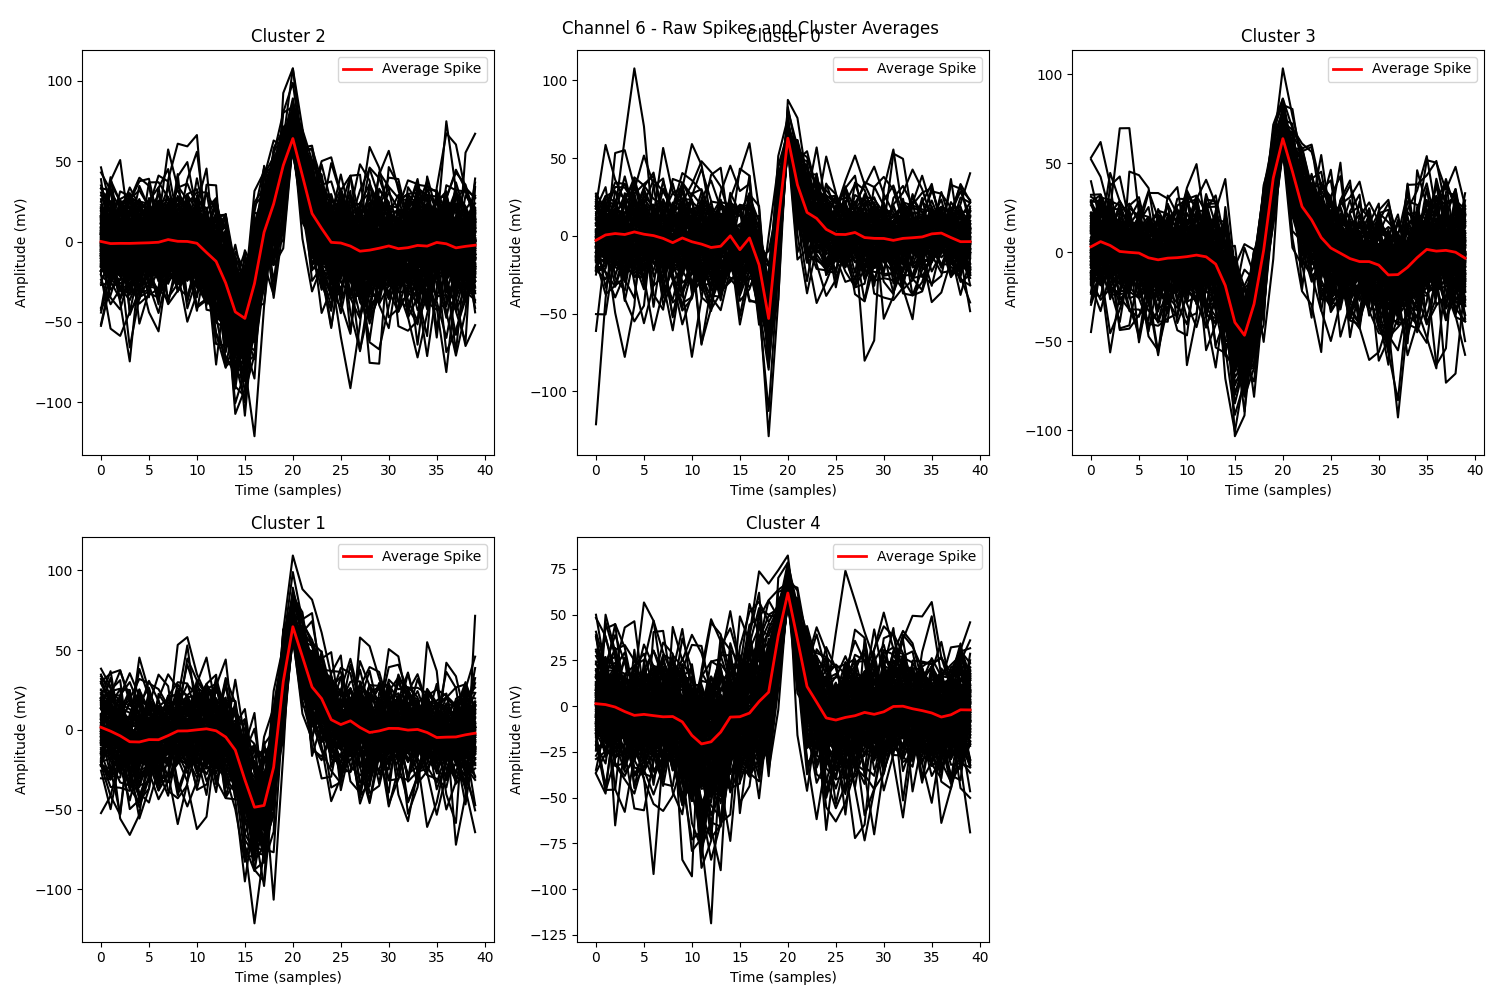 Channel 6 - Raw Spikes and Cluster Averages
Cluster 2
Average Spike
100
50
0
−50
−100
Amplitude (mV)
0 5 10 15 20 25 30 35 40
Time (samples)
Cluster 0
Average Spike
100
50
0
−50
−100
Amplitude (mV)
0 5 10 15 20 25 30 35 40
Time (samples)
Cluster 3
Average Spike
100
50
0
−50
−100
Amplitude (mV)
0 5 10 15 20 25 30 35 40
Time (samples)
Cluster 1
Average Spike
100
50
0
−50
−100
Amplitude (mV)
0 5 10 15 20 25 30 35 40
Time (samples)
Cluster 4
Average Spike
75
50
25
0
−25
−50
−75
−100
−125
Amplitude (mV)
0 5 10 15 20 25 30 35 40
Time (samples)